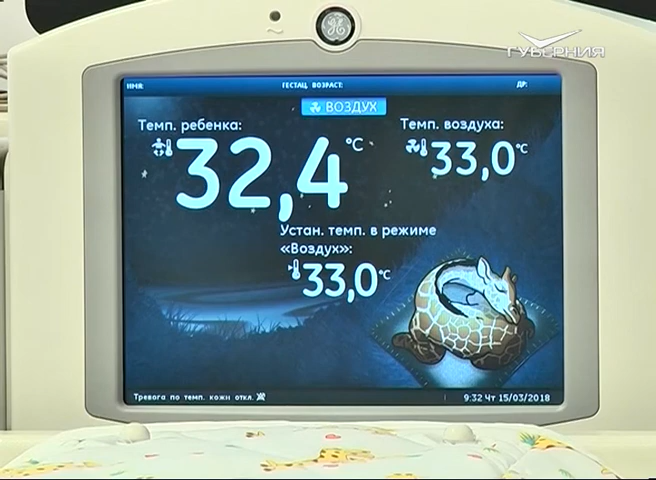 ГУБЕРНИЯ
ИМЯ: ГЕСТАЦ. ВОЗРАСТ: ДР:
ВОЗДУХ
Темп. ребенка:
32,4 °C
Темп. воздуха:
33,0 °C
Устан. темп. в режиме
«Воздух»:
33,0 °C
Тревога по темп. кожи откл.
9:32 Чт 15/03/2018